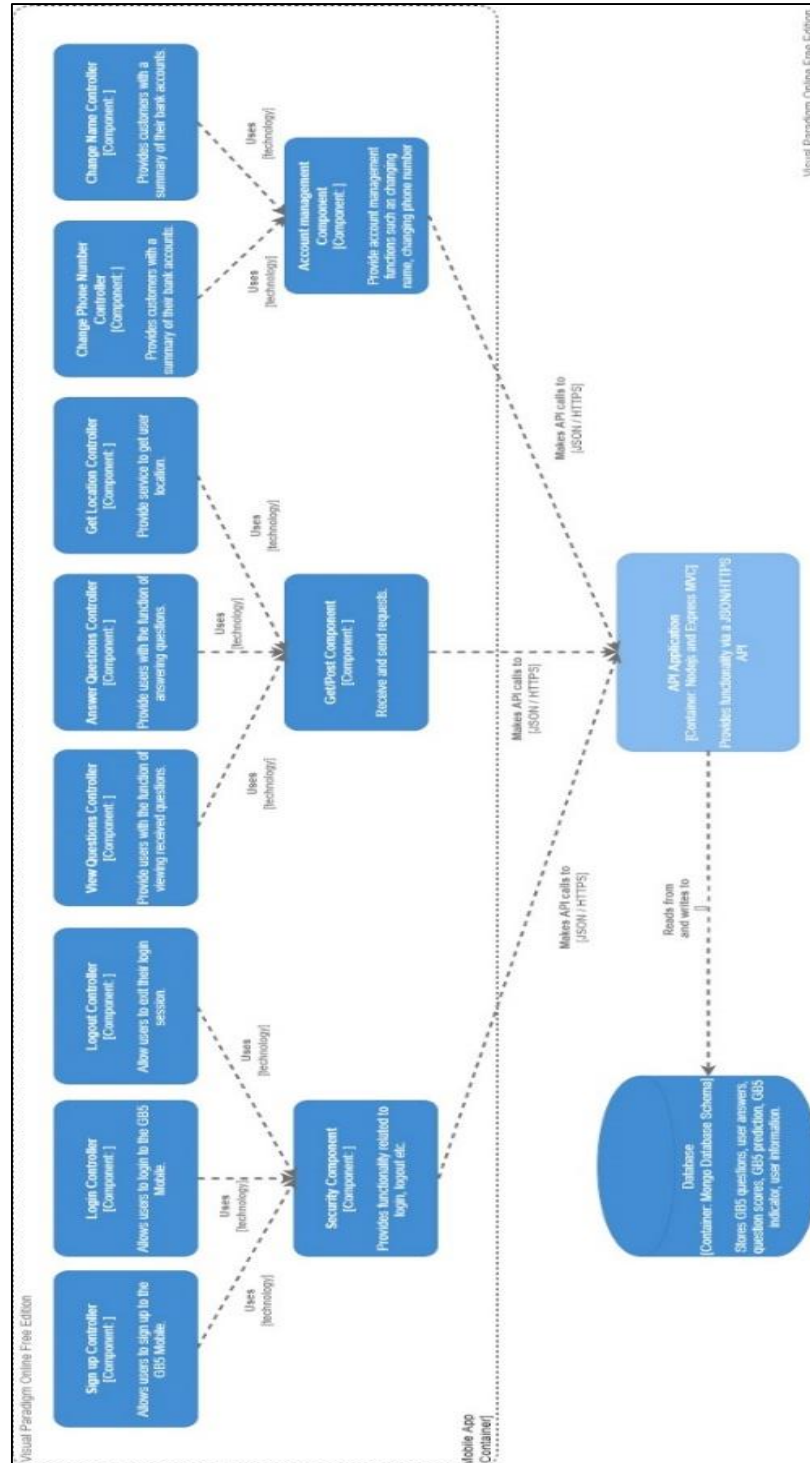 Visual Paradigm Online Free Edition
Sign up Controller
[Component: ]
Allows users to sign up to the
GB5 Mobile.
Login Controller
[Component: ]
Allows users to login to the GB5
Mobile.
Logout Controller
[Component: ]
Allow users to exit their login
session.
View Questions Controller
[Component: ]
Provide users with the function of
viewing received questions.
Answer Questions Controller
[Component: ]
Provide users with the function of
answering questions.
Get Location Controller
[Component: ]
Provide service to get user
location.
Change Phone Number
Controller
[Component: ]
Provides customers with a
summary of their bank accounts.
Change Name Controller
[Component: ]
Provides customers with a
summary of their bank accounts.
Uses
[technology]
Uses
[technology]
Uses
[technology]
Uses
[technology]
Uses
[technology]
Uses
[technology]
Uses
[technology]
Uses
[technology]
Security Component
[Component: ]
Provides functionality related to
login, logout etc.
Get/Post Component
[Component: ]
Receive and send requests.
Account management
Component
[Component: ]
Provide account management
functions such as changing
name, changing phone number
Mobile App
Container]
Makes API calls to
[JSON / HTTPS]
Makes API calls to
[JSON / HTTPS]
Makes API calls to
[JSON / HTTPS]
Database
[Container: Mongo Database Schema]
Stores GB5 questions, user answers,
question scores, GB5 prediction, GB5
indicator, user information.
Reads from
and writes to
[]
API Application
[Container: Nodejs and Express MVC]
Provides functionality via a JSON/HTTPS
API
Visual Paradigm Online Free Edition